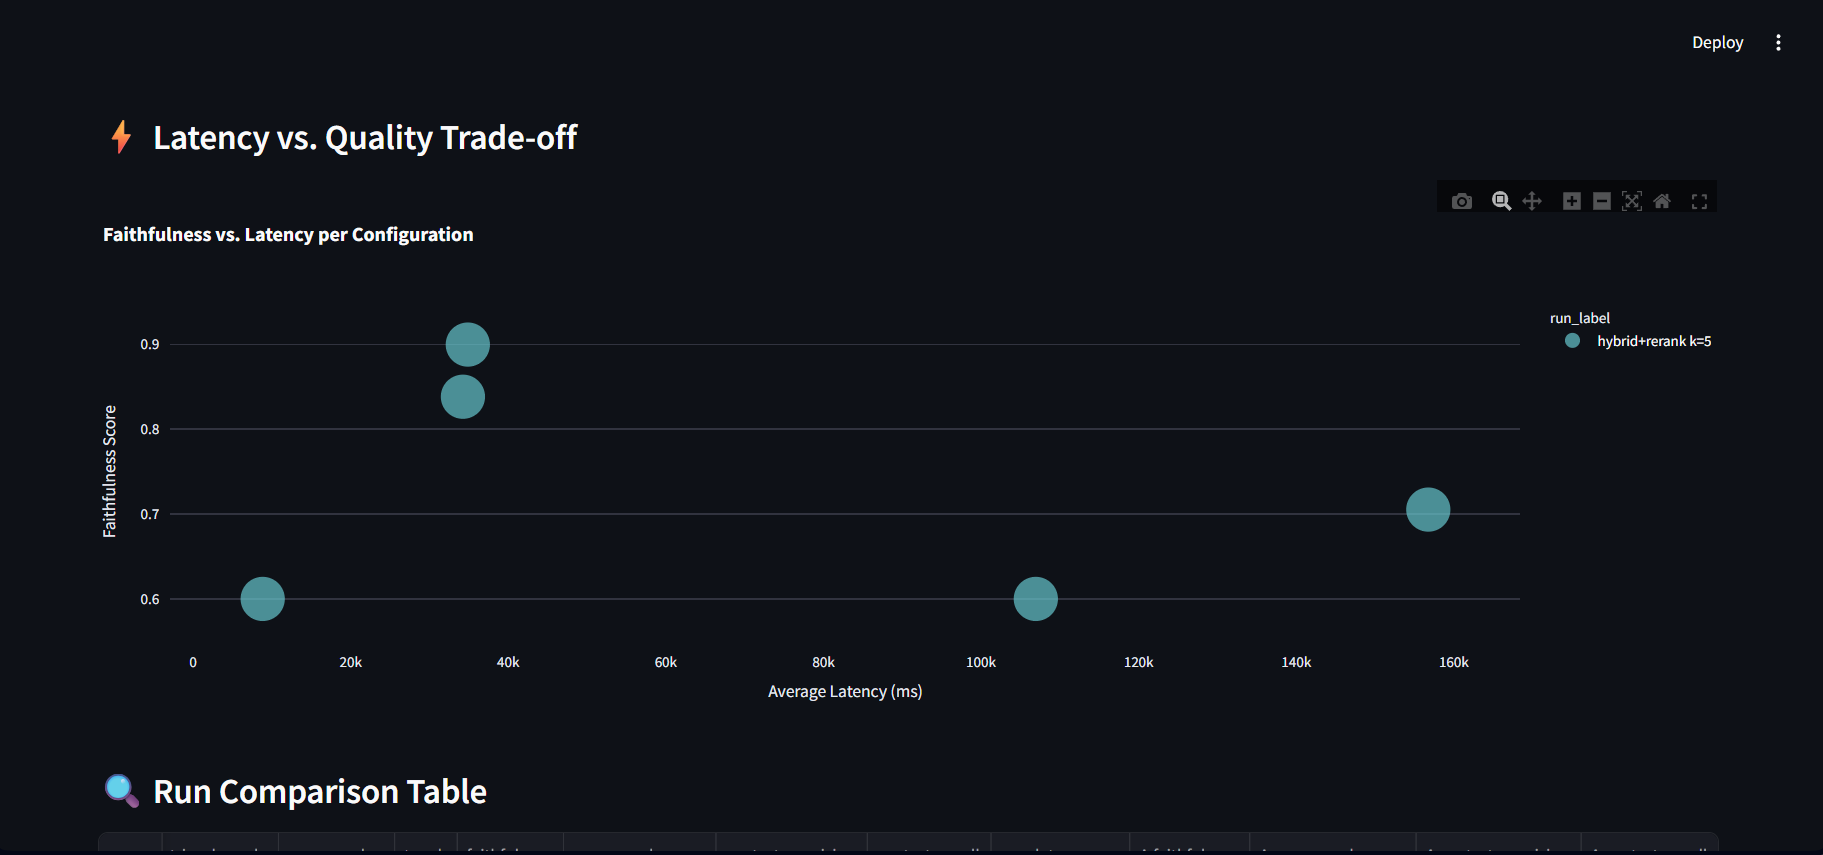 Deploy
Latency vs. Quality Trade-off
Faithfulness vs. Latency per Configuration
run_label
hybrid+rerank k=5
Faithfulness Score
0.9
0.8
0.7
0.6
0 20k 40k 60k 80k 100k 120k 140k 160k
Average Latency (ms)
Run Comparison Table